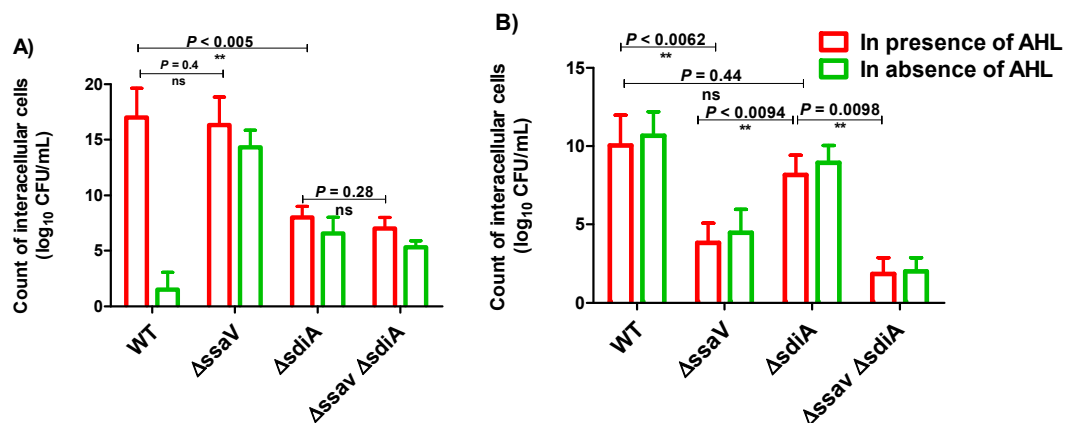 A)
P < 0.005
**
P = 0.4
ns
P = 0.28
ns
Count of interacellular cells
(log10 CFU/mL)
20
15
10
5
0
WT
ΔssaV
ΔsdiA
Δssav ΔsdiA
B)
In presence of AHL
In absence of AHL
P < 0.0062
**
P = 0.44
ns
P < 0.0094
**
P = 0.0098
**
Count of interacellular cells
(log10 CFU/mL)
15
10
5
0
WT
ΔssaV
ΔsdiA
Δssav ΔsdiA